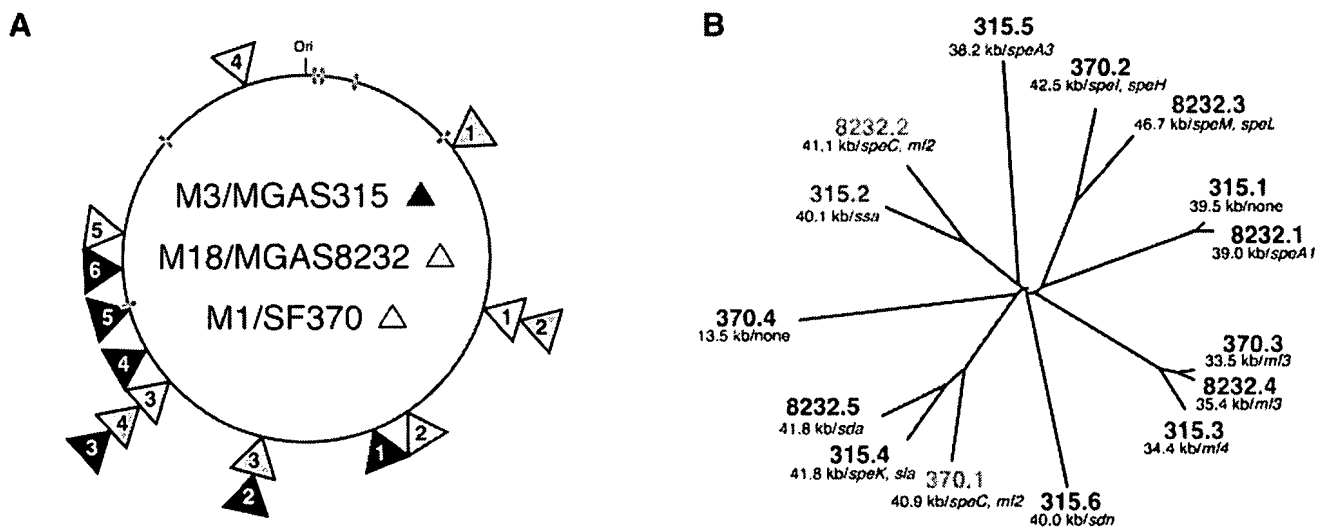 A
Ori
4
1
M3/MGAS315
M18/MGAS8232
M1/SF370
5
6
5
4
3
4
3
3
2
1
2
1
2
B
315.5
38.2 kb/speA3
370.2
42.5 kb/speI, speH
8232.3
46.7 kb/speM, speL
8232.2
41.1 kb/speC, mf2
315.2
40.1 kb/ssa
315.1
39.5 kb/none
8232.1
39.0 kb/speA1
370.4
13.5 kb/none
370.3
33.5 kb/mf3
8232.4
35.4 kb/mf3
315.3
34.4 kb/mf4
8232.5
41.8 kb/sda
315.4
41.8 kb/speK, sla
370.1
40.9 kb/speC, mf2
315.6
40.0 kb/sdn